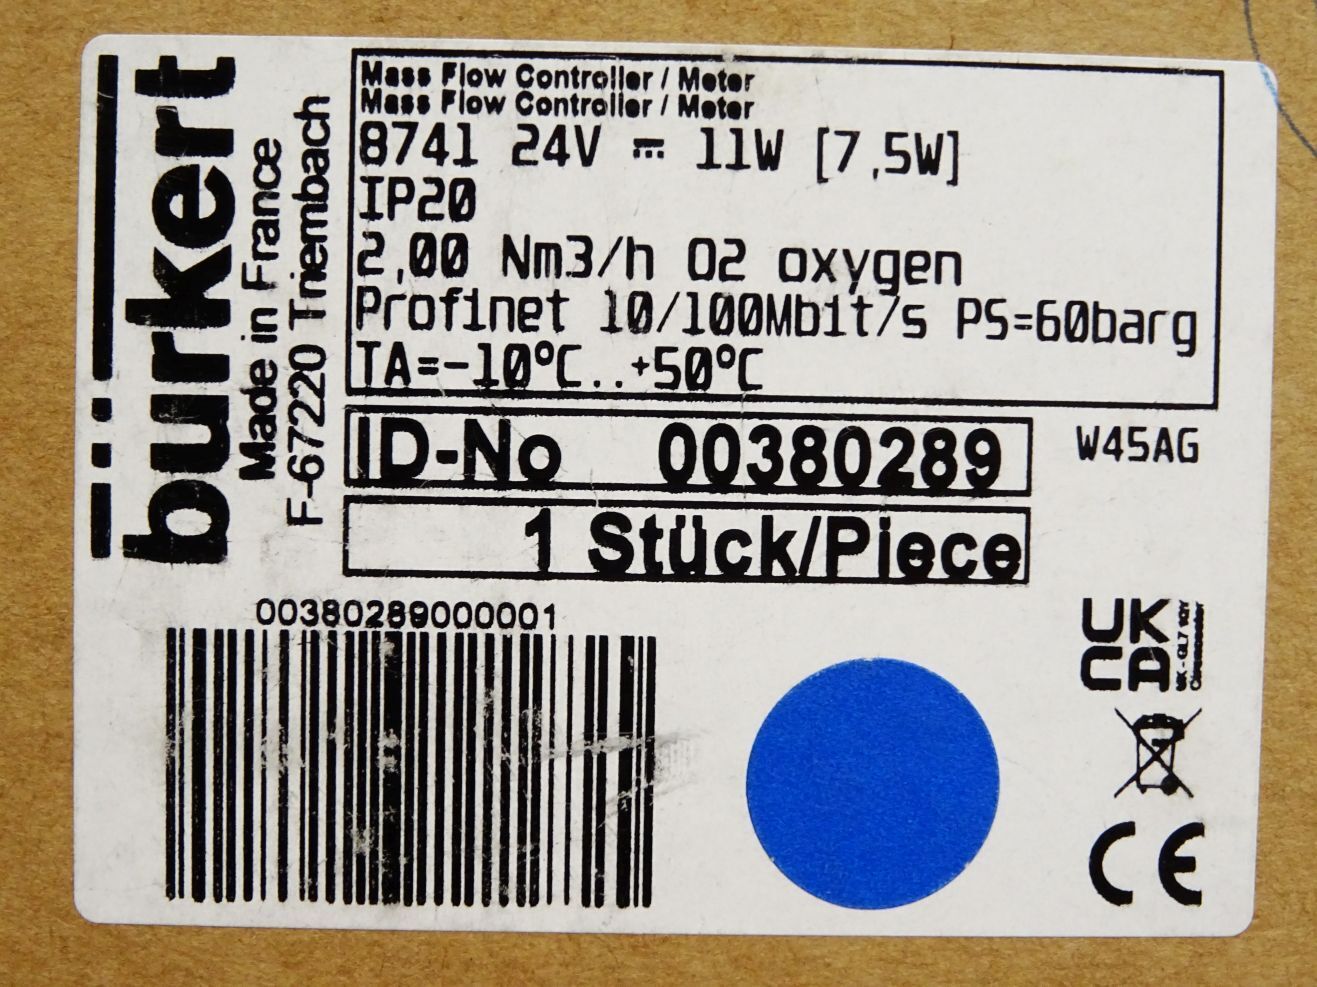 bürkert
Made in France
F-67220 Triembach
Mass Flow Controller / Meter
Mass Flow Controller / Meter
8741 24V ⎓ 11W [7,5W]
IP20
2,00 Nm3/h O2 oxygen
Profinet 10/100Mbit/s PS=60barg
TA=-10°C..+50°C
ID-No 00380289
W45AG
1 Stück/Piece
00380289000001
UK
CA
CE